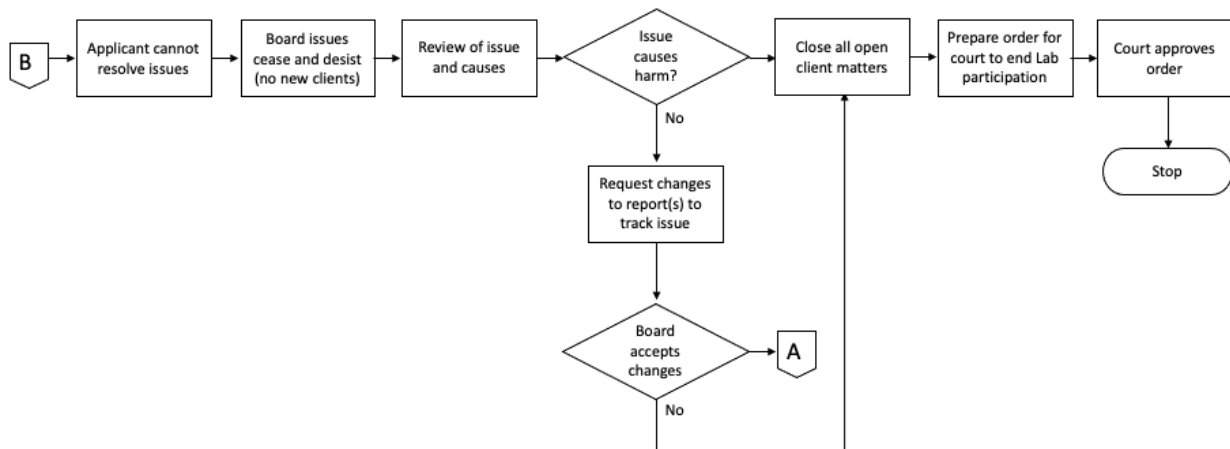 B
Applicant cannot
resolve issues
Board issues
cease and desist
(no new clients)
Review of issue
and causes
Issue
causes
harm?
Close all open
client matters
Prepare order for
court to end Lab
participation
Court approves
order
No
Stop
Request changes
to report(s) to
track issue
Board
accepts
changes
A
No